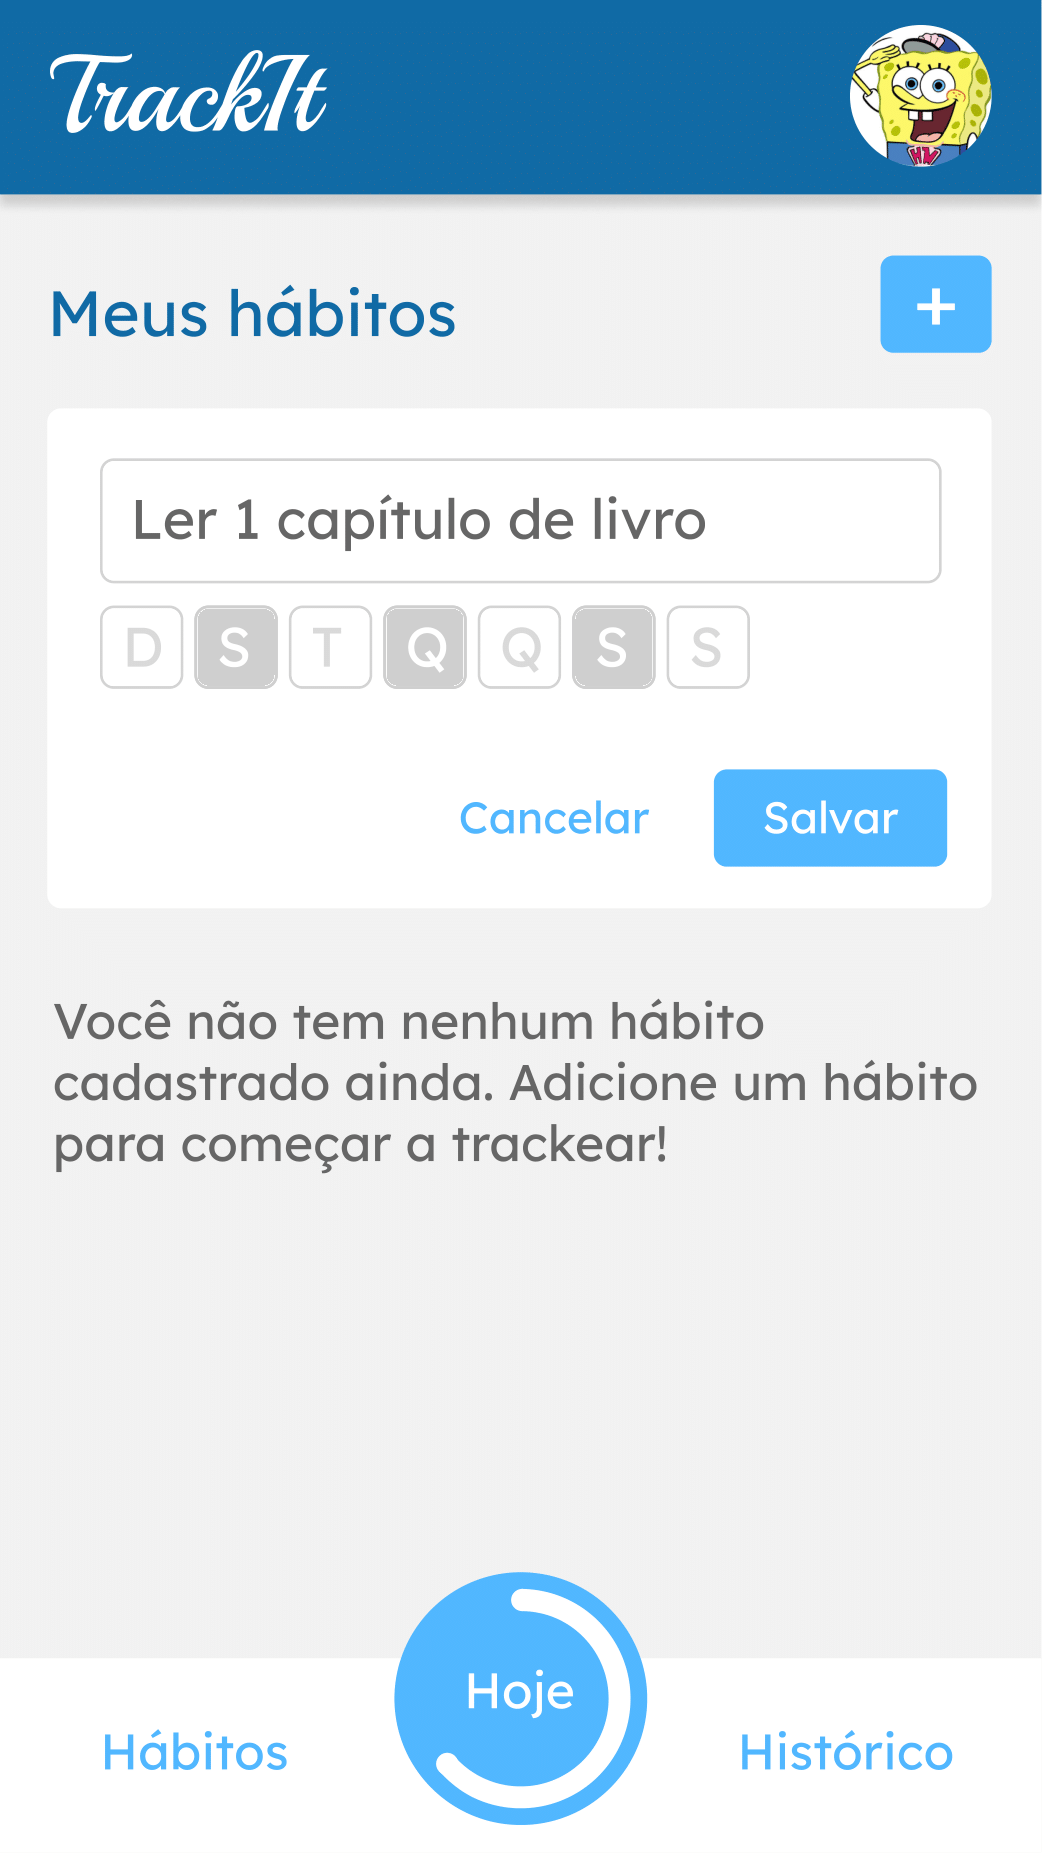 TrackIt
HW
Meus hábitos
+
Ler 1 capítulo de livro
D S T Q Q S S
Cancelar Salvar
Você não tem nenhum hábito
cadastrado ainda. Adicione um hábito
para começar a trackear!
Hoje
Hábitos
Histórico